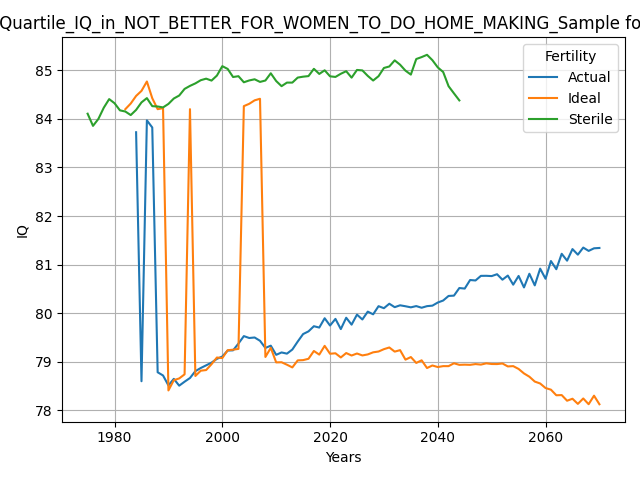 Quartile_IQ_in_NOT_BETTER_FOR_WOMEN_TO_DO_HOME_MAKING_Sample fo
Fertility
Actual
Ideal
Sterile
IQ
85
84
83
82
81
80
79
78
1980 2000 2020 2040 2060
Years